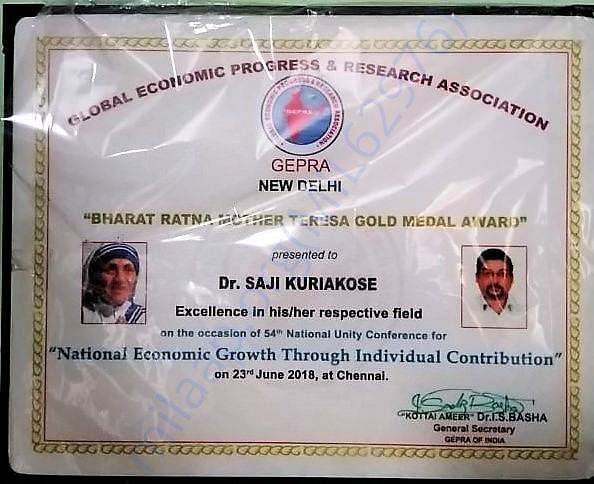 GLOBAL ECONOMIC PROGRESS & RESEARCH ASSOCIATION
GEPRA
GEPRA
NEW DELHI
“BHARAT RATNA MOTHER TERESA GOLD MEDAL AWARD”
presented to
Dr. SAJI KURIAKOSE
Excellence in his/her respective field
on the occasion of 54th National Unity Conference for
“National Economic Growth Through Individual Contribution”
on 23rd June 2018, at Chennai.
"KOTTAI AMEER" Dr.I.S.BASHA
General Secretary
GEPRA OF INDIA